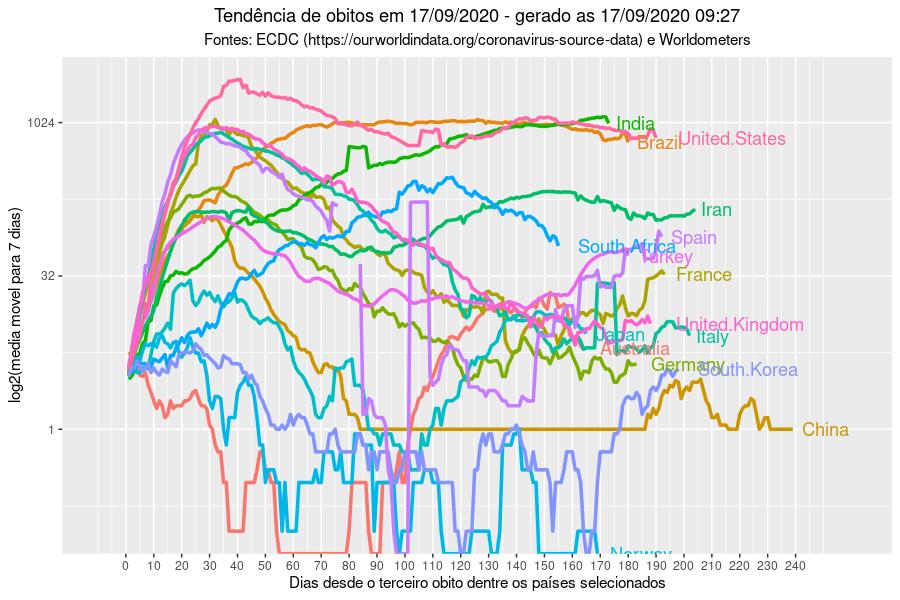 Tendência de obitos em 17/09/2020 - gerado as 17/09/2020 09:27
Fontes: ECDC (https://ourworldindata.org/coronavirus-source-data) e Worldometers
log2(media movel para 7 dias)
1024
32
1
India
Brazil
United.States
Iran
South.Africa
Spain
Turkey
France
United.Kingdom
Japan
Italy
Australia
Germany
South.Korea
China
Norway
0 10 20 30 40 50 60 70 80 90 100 110 120 130 140 150 160 170 180 190 200 210 220 230 240
Dias desde o terceiro obito dentre os países selecionados